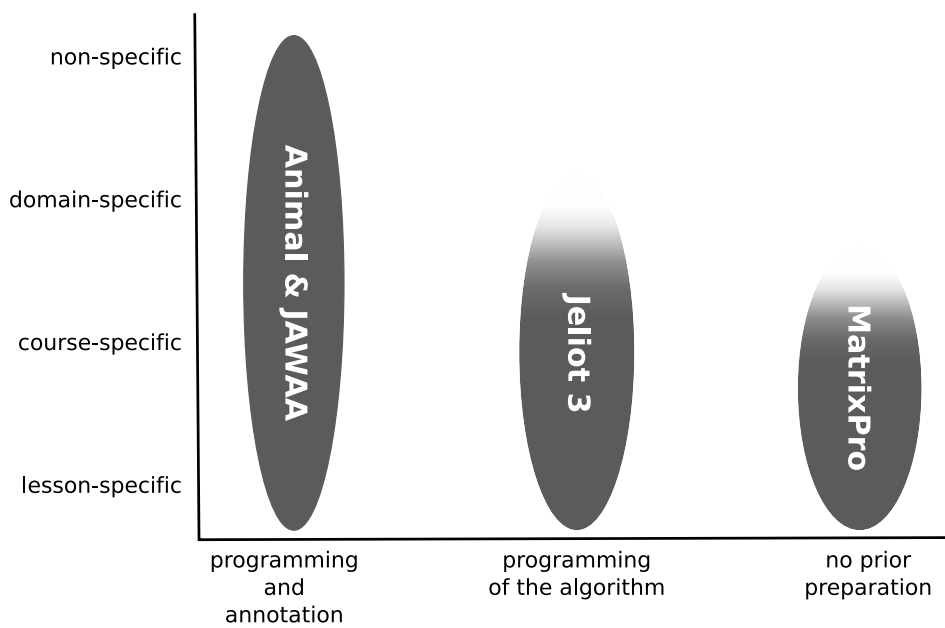 non-specific
domain-specific
course-specific
lesson-specific
Animal & JAWAA
Jeliot 3
MatrixPro
programming
and
annotation
programming
of the algorithm
no prior
preparation